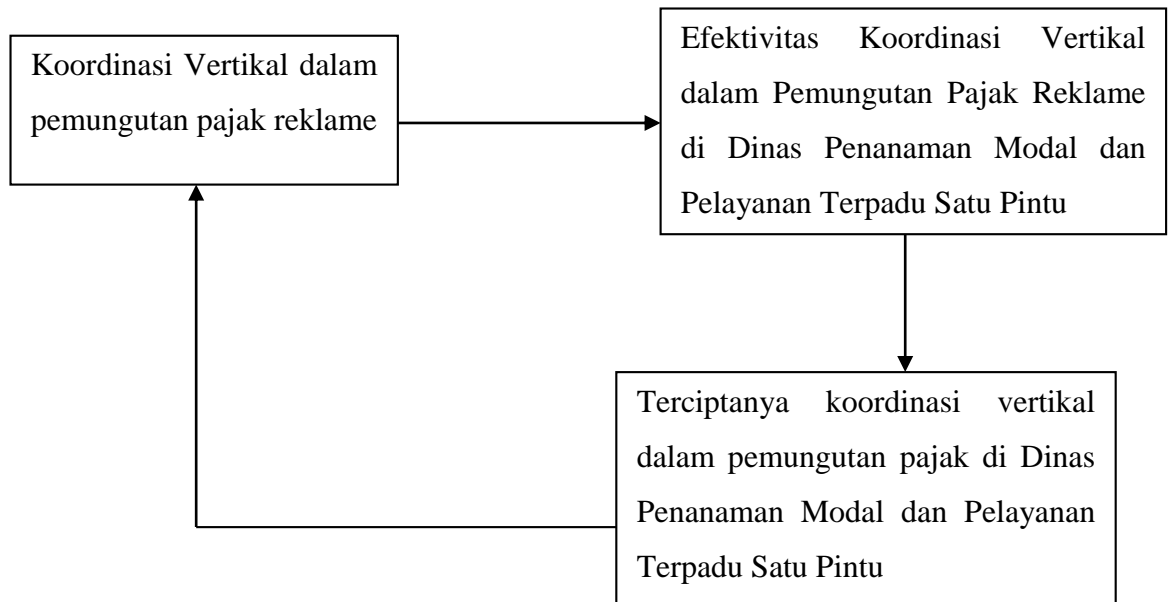 Koordinasi Vertikal dalam
pemungutan pajak reklame
Efektivitas Koordinasi Vertikal
dalam Pemungutan Pajak Reklame
di Dinas Penanaman Modal dan
Pelayanan Terpadu Satu Pintu
Terciptanya koordinasi vertikal
dalam pemungutan pajak di Dinas
Penanaman Modal dan Pelayanan
Terpadu Satu Pintu